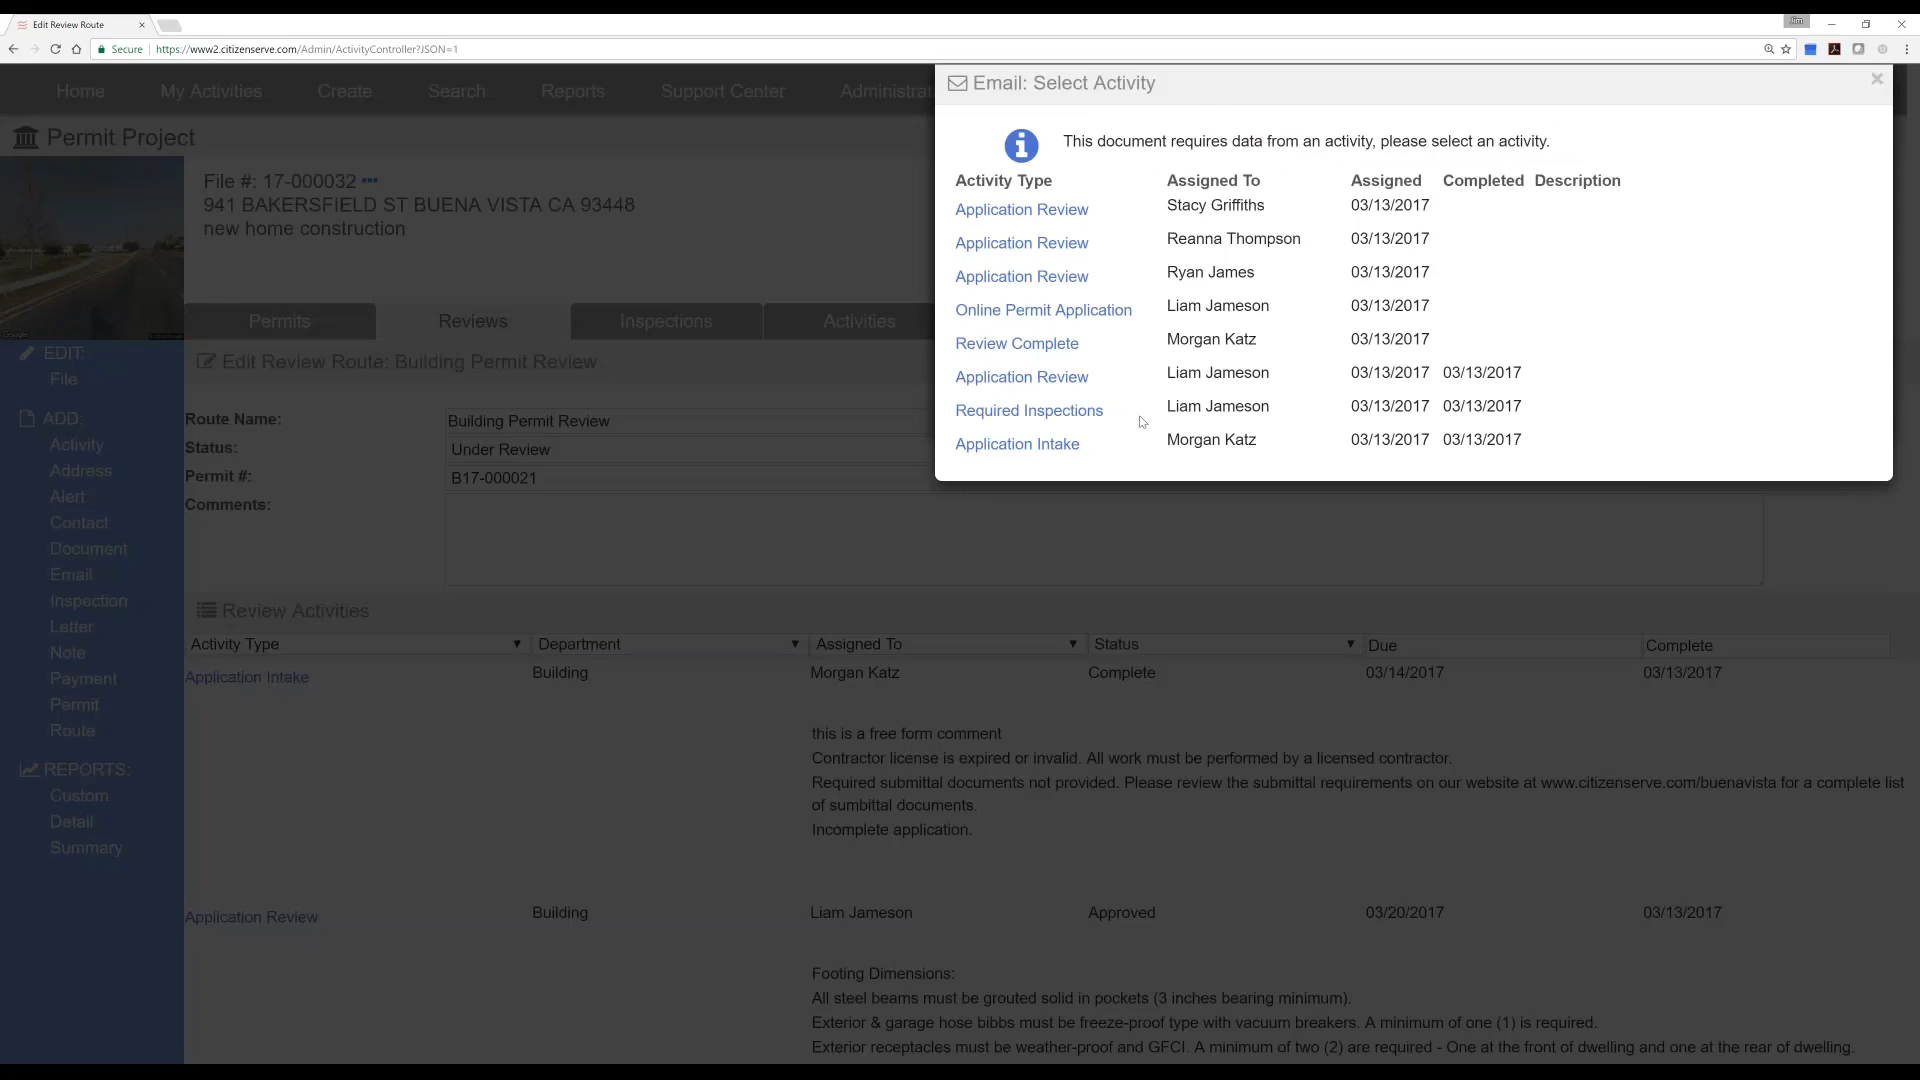 Edit Review Route
Jim
Secure https://www2.citizenserve.com/Admin/ActivityController?JSON=1
Home My Activities Create Search Reports Support Center Administrat
Email: Select Activity
Permit Project
File #: 17-000032
941 BAKERSFIELD ST BUENA VISTA CA 93448
new home construction
This document requires data from an activity, please select an activity.
Activity Type Assigned To Assigned Completed Description
Application Review Stacy Griffiths 03/13/2017
Application Review Reanna Thompson 03/13/2017
Application Review Ryan James 03/13/2017
Online Permit Application Liam Jameson 03/13/2017
Review Complete Morgan Katz 03/13/2017
Application Review Liam Jameson 03/13/2017 03/13/2017
Required Inspections Liam Jameson 03/13/2017 03/13/2017
Application Intake Morgan Katz 03/13/2017 03/13/2017
Permits Reviews Inspections Activities
EDIT:
File
ADD:
Activity
Address
Alert
Contact
Document
Email
Inspection
Letter
Note
Payment
Permit
Route
REPORTS:
Custom
Detail
Summary
Edit Review Route: Building Permit Review
Route Name: Building Permit Review
Status: Under Review
Permit #: B17-000021
Comments:
Review Activities
Activity Type Department Assigned To Status Due Complete
Application Intake Building Morgan Katz Complete 03/14/2017 03/13/2017
this is a free form comment
Contractor license is expired or invalid. All work must be performed by a licensed contractor.
Required submittal documents not provided. Please review the submittal requirements on our website at www.citizenserve.com/buenavista for a complete list
of sumbittal documents.
Incomplete application.
Application Review Building Liam Jameson Approved 03/20/2017 03/13/2017
Footing Dimensions:
All steel beams must be grouted solid in pockets (3 inches bearing minimum).
Exterior & garage hose bibbs must be freeze-proof type with vacuum breakers. A minimum of one (1) is required.
Exterior receptacles must be weather-proof and GFCI. A minimum of two (2) are required - One at the front of dwelling and one at the rear of dwelling.